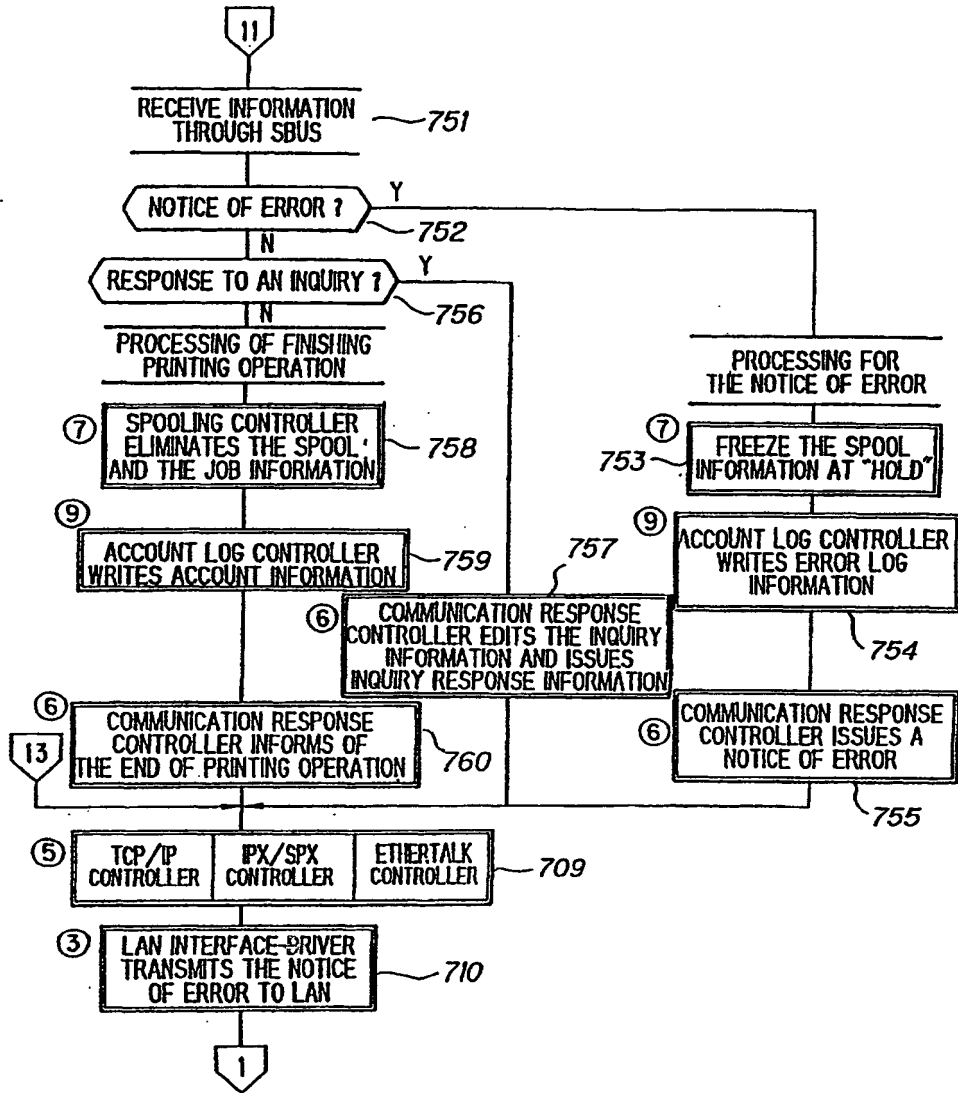 11
RECEIVE INFORMATION
THROUGH SBUS
751
NOTICE OF ERROR ?
Y
752
N
RESPONSE TO AN INQUIRY ?
Y
756
N
PROCESSING OF FINISHING
PRINTING OPERATION
PROCESSING FOR
THE NOTICE OF ERROR
⑦
SPOOLING CONTROLLER
ELIMINATES THE SPOOL
AND THE JOB INFORMATION
758
⑦
753
FREEZE THE SPOOL
INFORMATION AT "HOLD"
⑨
ACCOUNT LOG CONTROLLER
WRITES ACCOUNT INFORMATION
759
⑨
ACCOUNT LOG CONTROLLER
WRITES ERROR LOG
INFORMATION
754
757
⑥
COMMUNICATION RESPONSE
CONTROLLER EDITS THE INQUIRY
INFORMATION AND ISSUES
INQUIRY RESPONSE INFORMATION
⑥
COMMUNICATION RESPONSE
CONTROLLER INFORMS OF
THE END OF PRINTING OPERATION
760
⑥
COMMUNICATION RESPONSE
CONTROLLER ISSUES A
NOTICE OF ERROR
755
13
⑤
TCP/IP
CONTROLLER
IPX/SPX
CONTROLLER
ETHERTALK
CONTROLLER
709
③
LAN INTERFACE-DRIVER
TRANSMITS THE NOTICE
OF ERROR TO LAN
710
1